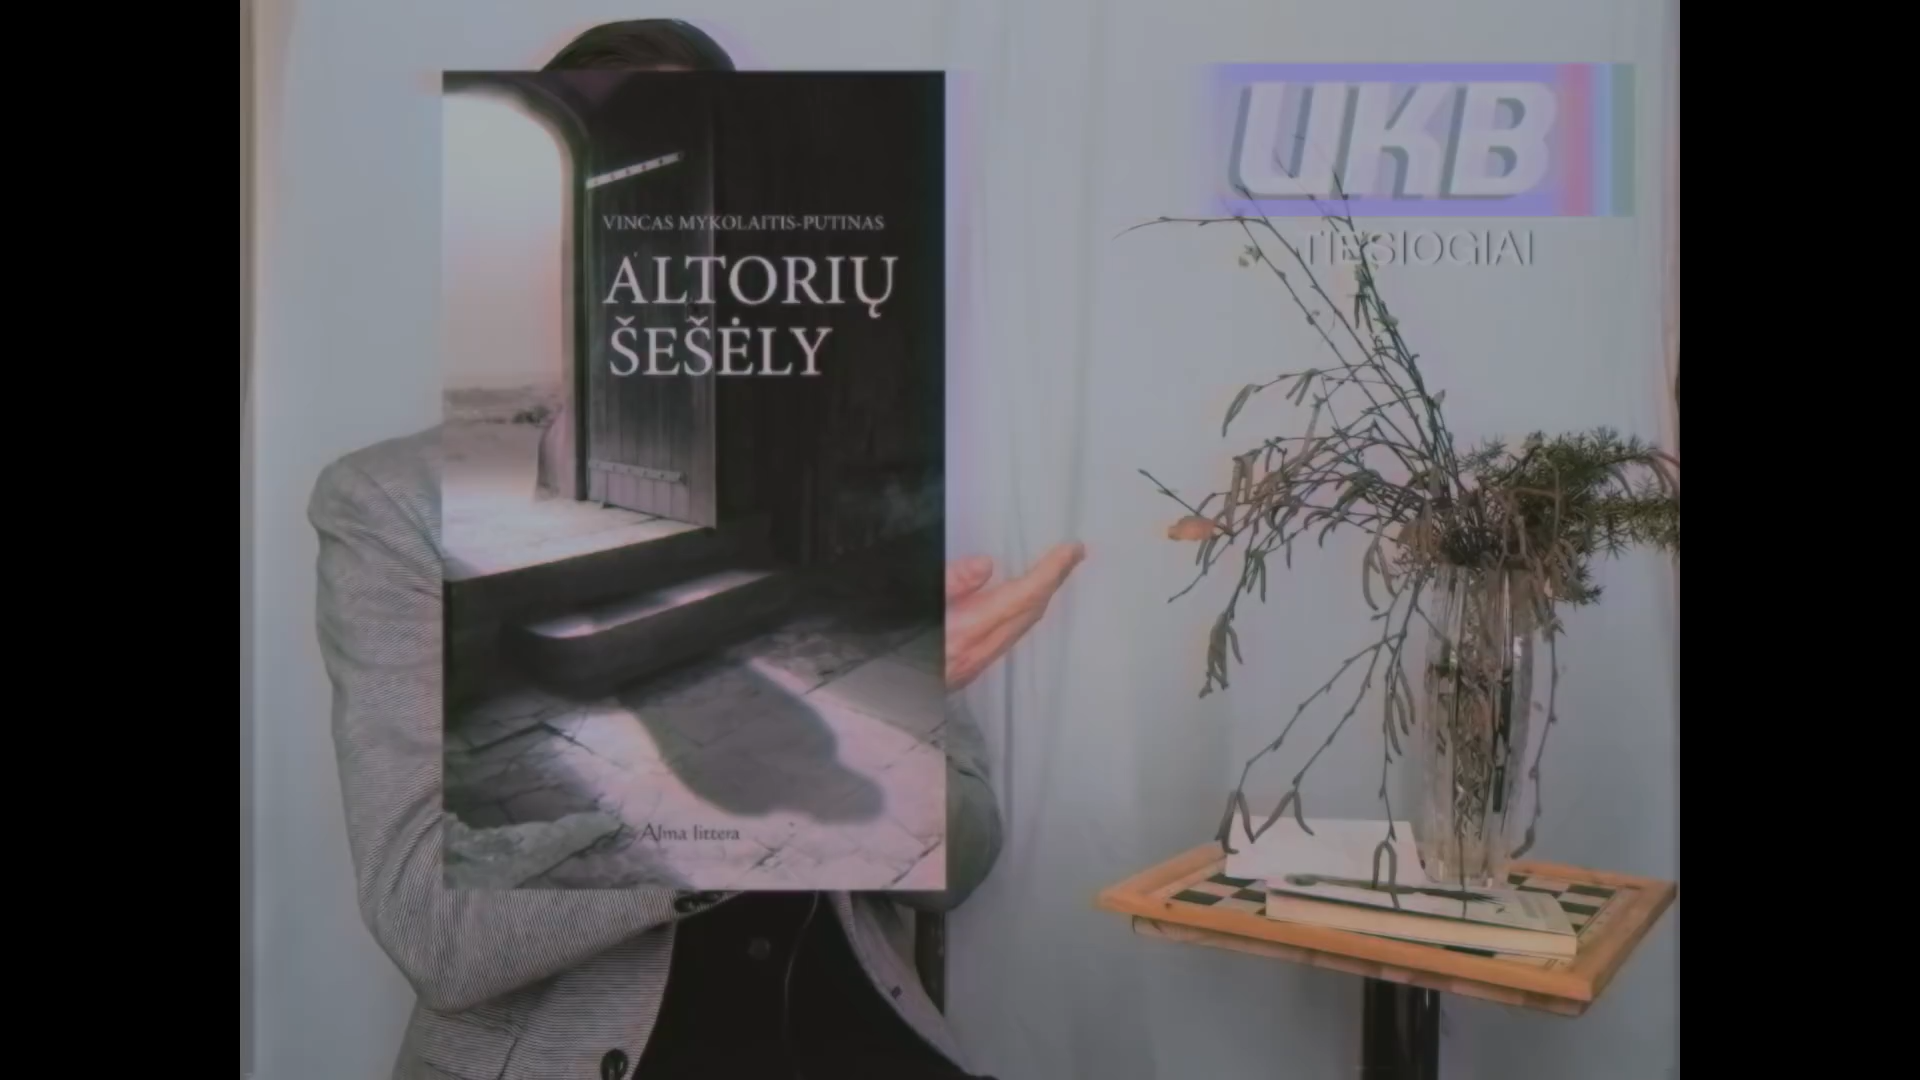 VINCAS MYKOLAITIS-PUTINAS
ALTORIŲ
ŠEŠĖLY
Alma littera
UKB
TIESIOGIAI